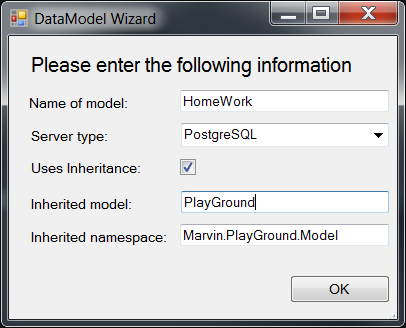 DataModel Wizard
Please enter the following information
Name of model: HomeWork
Server type: PostgreSQL
Uses Inheritance:
Inherited model: PlayGround
Inherited namespace: Marvin.PlayGround.Model
OK